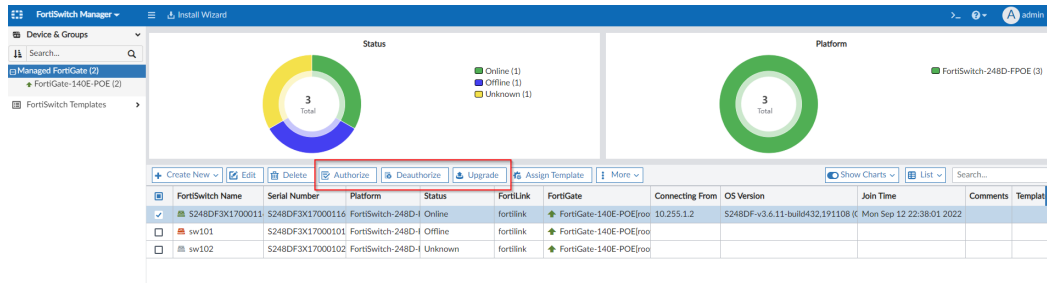 FortiSwitch Manager
Install Wizard
admin
A
Device & Groups
Search...
Managed FortiGate (2)
FortiGate-140E-POE (2)
FortiSwitch Templates
Status
3
Total
Online (1)
Offline (1)
Unknown (1)
Platform
3
Total
FortiSwitch-248D-FPOE (3)
Create New Edit Delete Authorize Deauthorize Upgrade Assign Template More Show Charts List Search...
FortiSwitch Name Serial Number Platform Status FortiLink FortiGate Connecting From OS Version Join Time Comments Templat
S248DF3X1700011 S248DF3X17000116 FortiSwitch-248D-F Online fortilink FortiGate-140E-POE[roo 10.255.1.2 S248DF-v3.6.11-build432,191108 (G Mon Sep 12 22:38:01 2022
sw101 S248DF3X17000101 FortiSwitch-248D-F Offline fortilink FortiGate-140E-POE[roo
sw102 S248DF3X17000102 FortiSwitch-248D-F Unknown fortilink FortiGate-140E-POE[roo